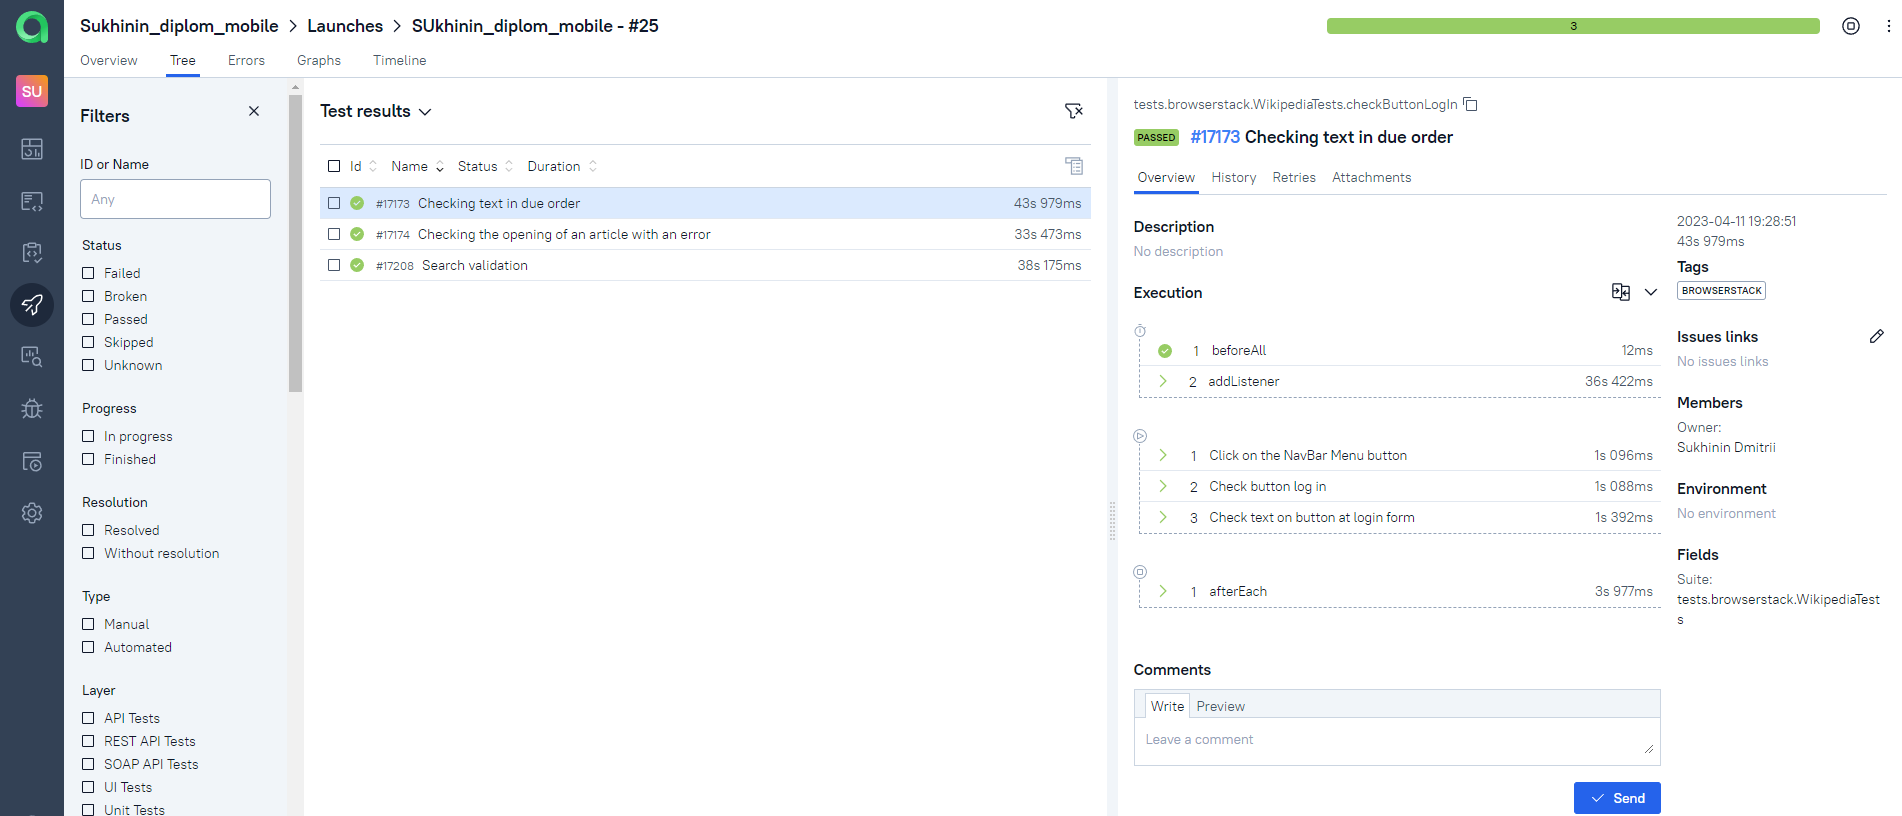 Sukhinin_diplom_mobile > Launches > SUkhinin_diplom_mobile - #25
3
Overview Tree Errors Graphs Timeline
SU
Filters
ID or Name
Any
Status
Failed
Broken
Passed
Skipped
Unknown
Progress
In progress
Finished
Resolution
Resolved
Without resolution
Type
Manual
Automated
Layer
API Tests
REST API Tests
SOAP API Tests
UI Tests
Unit Tests
Test results
Id Name Status Duration
#17173 Checking text in due order 43s 979ms
#17174 Checking the opening of an article with an error 33s 473ms
#17208 Search validation 38s 175ms
tests.browserstack.WikipediaTests.checkButtonLogIn
PASSED #17173 Checking text in due order
Overview History Retries Attachments
Description
No description
Execution
1 beforeAll 12ms
2 addListener 36s 422ms
1 Click on the NavBar Menu button 1s 096ms
2 Check button log in 1s 088ms
3 Check text on button at login form 1s 392ms
1 afterEach 3s 977ms
Comments
Write Preview
Leave a comment
Send
2023-04-11 19:28:51
43s 979ms
Tags
BROWSERSTACK
Issues links
No issues links
Members
Owner:
Sukhinin Dmitrii
Environment
No environment
Fields
Suite:
tests.browserstack.WikipediaTest
s